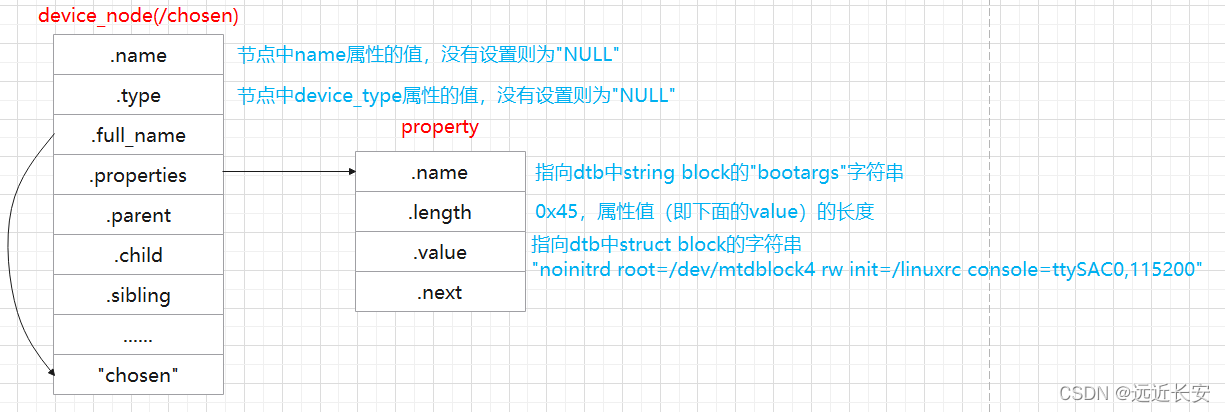 device_node(/chosen)
.name
节点中name属性的值，没有设置则为"NULL"
.type
节点中device_type属性的值，没有设置则为"NULL"
.full_name
.properties
.parent
.child
.sibling
......
"chosen"
property
.name
指向dtb中string block的"bootargs"字符串
.length
0x45，属性值（即下面的value）的长度
.value
指向dtb中struct block的字符串
"noinitrd root=/dev/mtdblock4 rw init=/linuxrc console=ttySAC0,115200"
.next
CSDN @远近长安